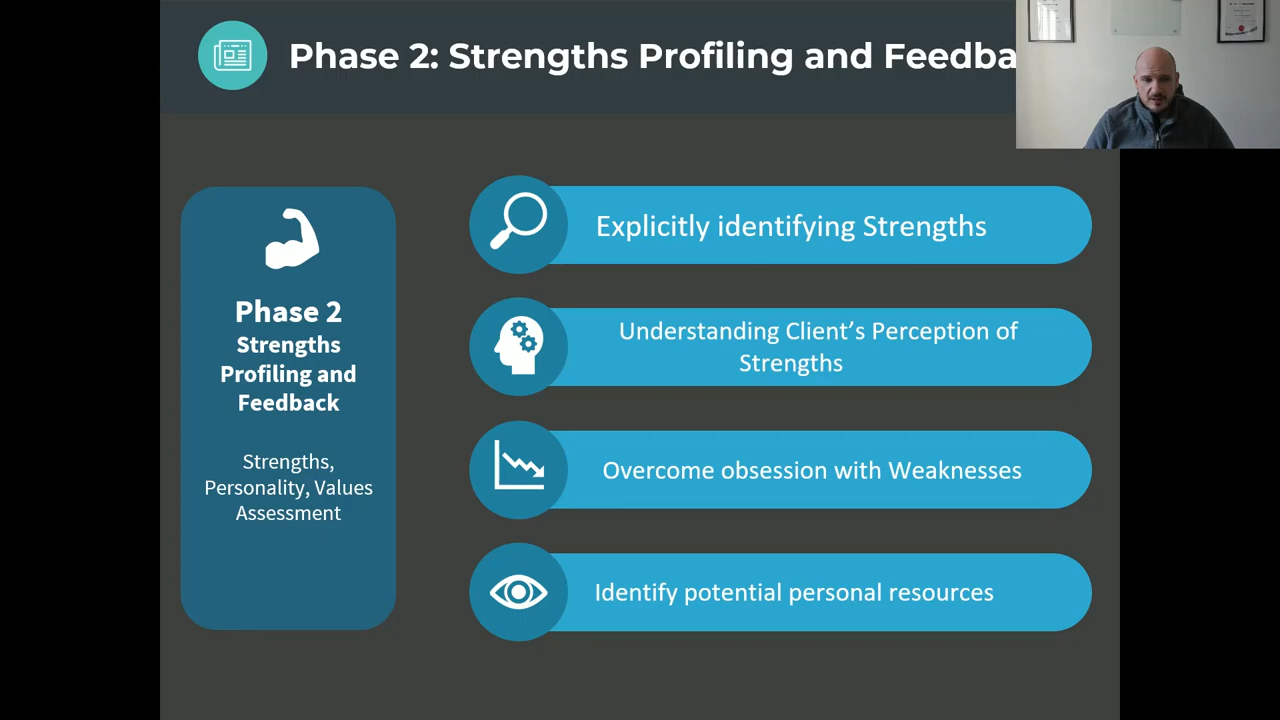 Phase 2: Strengths Profiling and Feedba
Phase 2
Strengths
Profiling and
Feedback
Strengths,
Personality, Values
Assessment
Explicitly identifying Strengths
Understanding Client’s Perception of
Strengths
Overcome obsession with Weaknesses
Identify potential personal resources